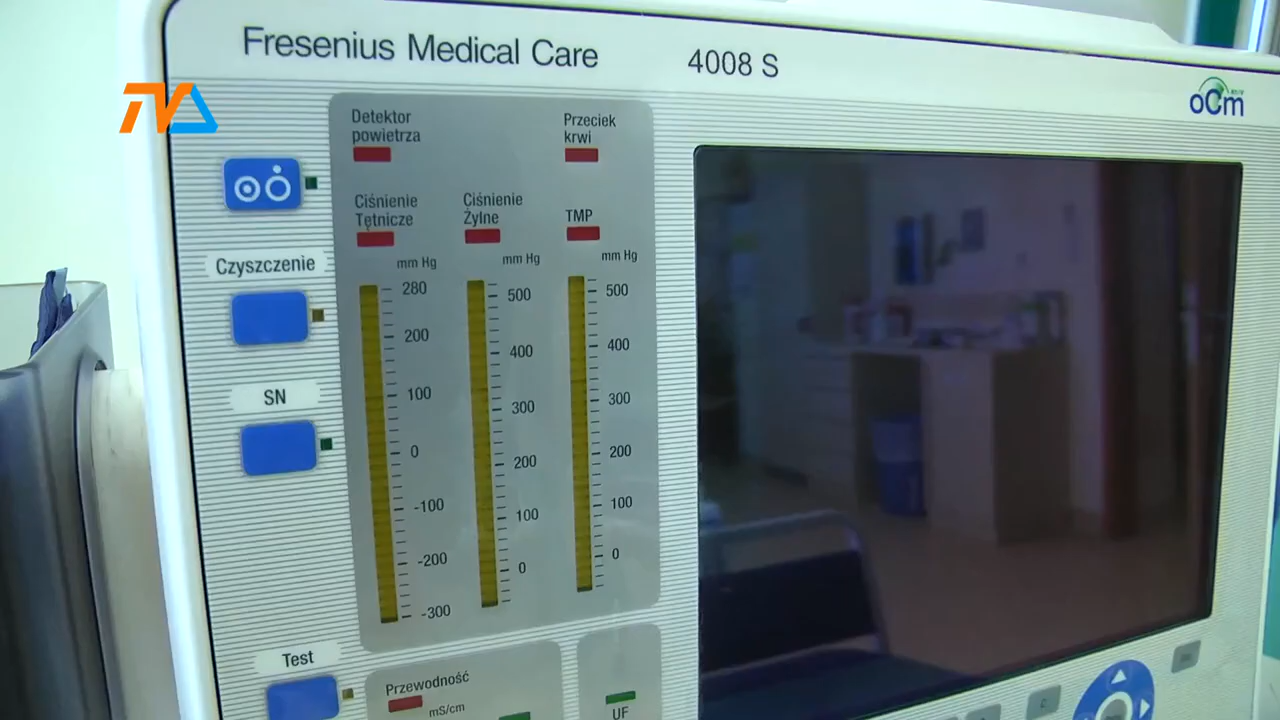 Fresenius Medical Care
4008 S
TVA
oCm
Detektor
powietrza
Przeciek
krwi
Ciśnienie
Tętnicze
Ciśnienie
Żylne
TMP
mm Hg
mm Hg
mm Hg
Czyszczenie
SN
Test
280
200
100
0
-100
-200
-300
500
400
300
200
100
0
500
400
300
200
100
0
Przewodność
mS/cm
UF
C